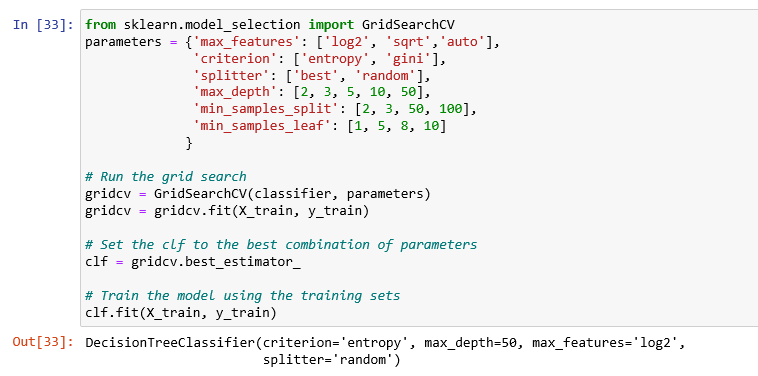 In [33]: from sklearn.model_selection import GridSearchCV
parameters = {'max_features': ['log2', 'sqrt','auto'],
'criterion': ['entropy', 'gini'],
'splitter': ['best', 'random'],
'max_depth': [2, 3, 5, 10, 50],
'min_samples_split': [2, 3, 50, 100],
'min_samples_leaf': [1, 5, 8, 10]
}
# Run the grid search
gridcv = GridSearchCV(classifier, parameters)
gridcv = gridcv.fit(X_train, y_train)
# Set the clf to the best combination of parameters
clf = gridcv.best_estimator_
# Train the model using the training sets
clf.fit(X_train, y_train)
Out[33]: DecisionTreeClassifier(criterion='entropy', max_depth=50, max_features='log2',
splitter='random')